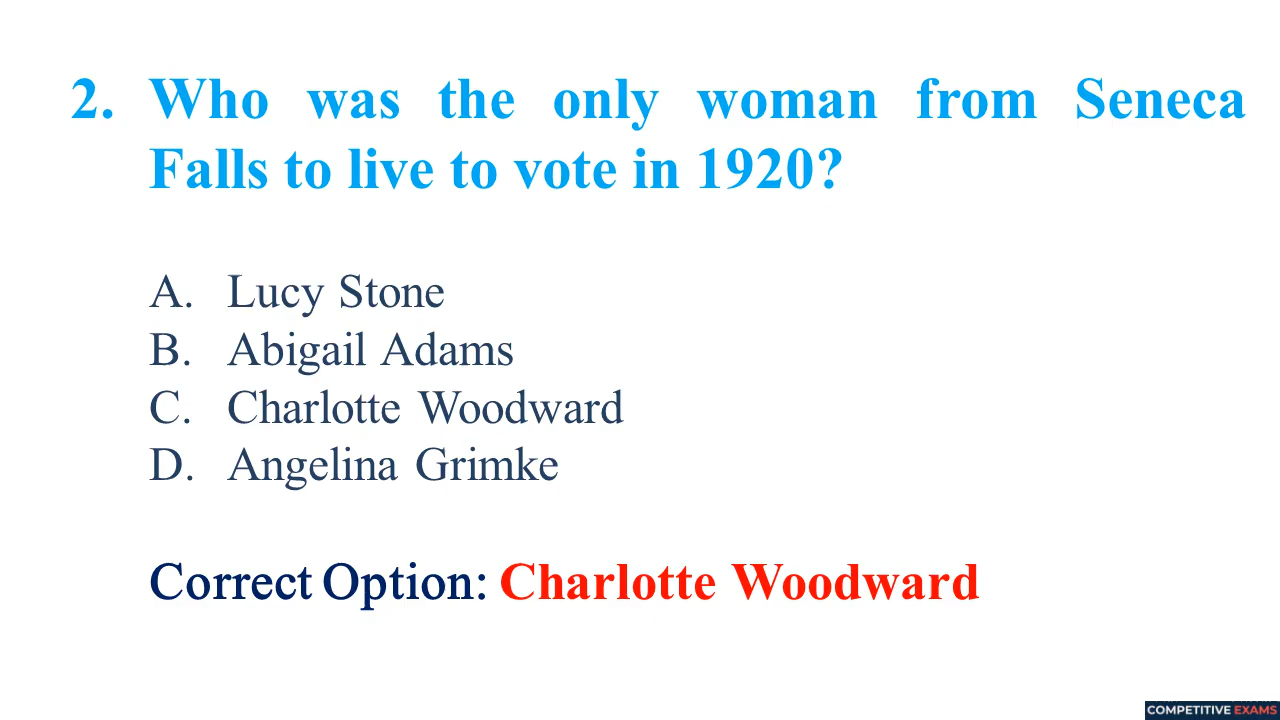 2. Who was the only woman from Seneca
Falls to live to vote in 1920?
A. Lucy Stone
B. Abigail Adams
C. Charlotte Woodward
D. Angelina Grimke
Correct Option: Charlotte Woodward
COMPETITIVE EXAMS